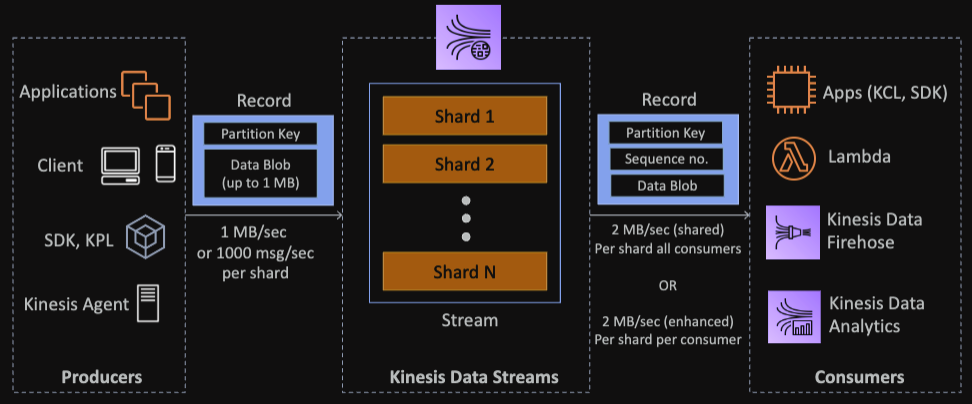 Applications
Client
SDK, KPL
Kinesis Agent
Producers
Record
Partition Key
Data Blob
(up to 1 MB)
1 MB/sec
or 1000 msg/sec
per shard
Shard 1
Shard 2
Shard N
Stream
Kinesis Data Streams
Record
Partition Key
Sequence no.
Data Blob
2 MB/sec (shared)
Per shard all consumers
OR
2 MB/sec (enhanced)
Per shard per consumer
Apps (KCL, SDK)
Lambda
Kinesis Data
Firehose
Kinesis Data
Analytics
Consumers